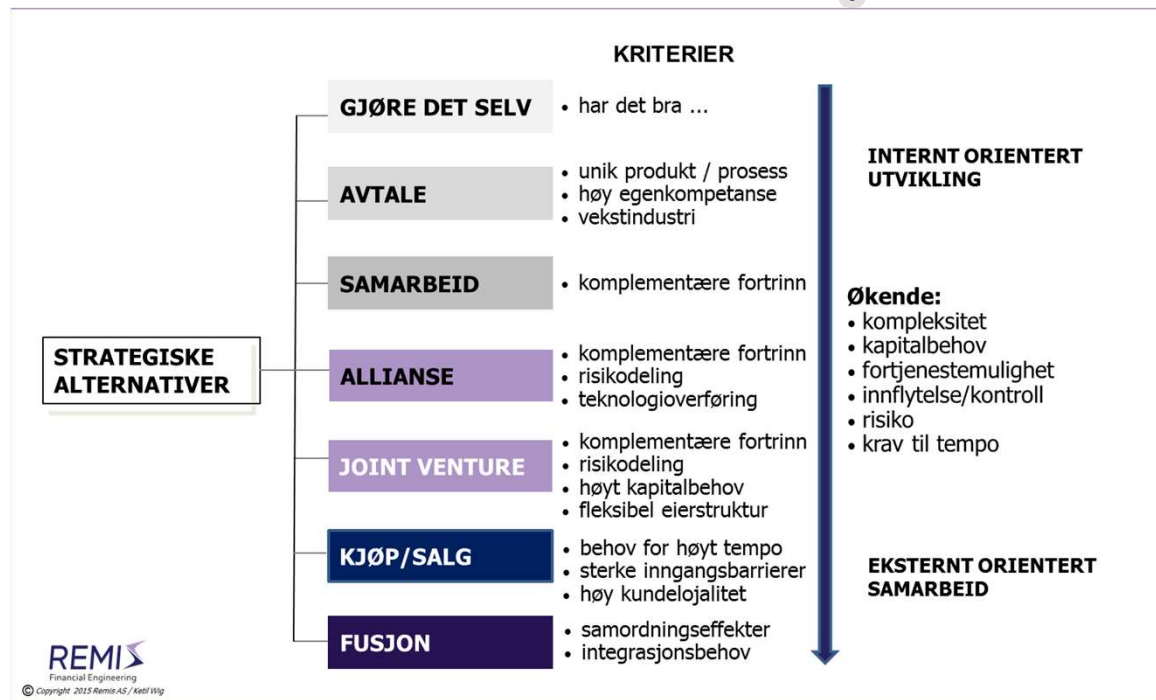 KRITERIER
GJØRE DET SELV
• har det bra ...
AVTALE
• unik produkt / prosess
• høy egenkompetanse
• vekstindustri
SAMARBEID
• komplementære fortrinn
STRATEGISKE
ALTERNATIVER
ALLIANSE
• komplementære fortrinn
• risikodeling
• teknologioverføring
JOINT VENTURE
• komplementære fortrinn
• risikodeling
• høyt kapitalbehov
• fleksibel eierstruktur
KJØP/SALG
• behov for høyt tempo
• sterke inngangsbarrierer
• høy kundelojalitet
FUSJON
• samordningseffekter
• integrasjonsbehov
INTERNT ORIENTERT
UTVIKLING
Økende:
• kompleksitet
• kapitalbehov
• fortjenestemulighet
• innflytelse/kontroll
• risiko
• krav til tempo
EKSTERNT ORIENTERT
SAMARBEID
REMIS
Financial Engineering
© Copyright 2015 Remis AS / Ketil Wig